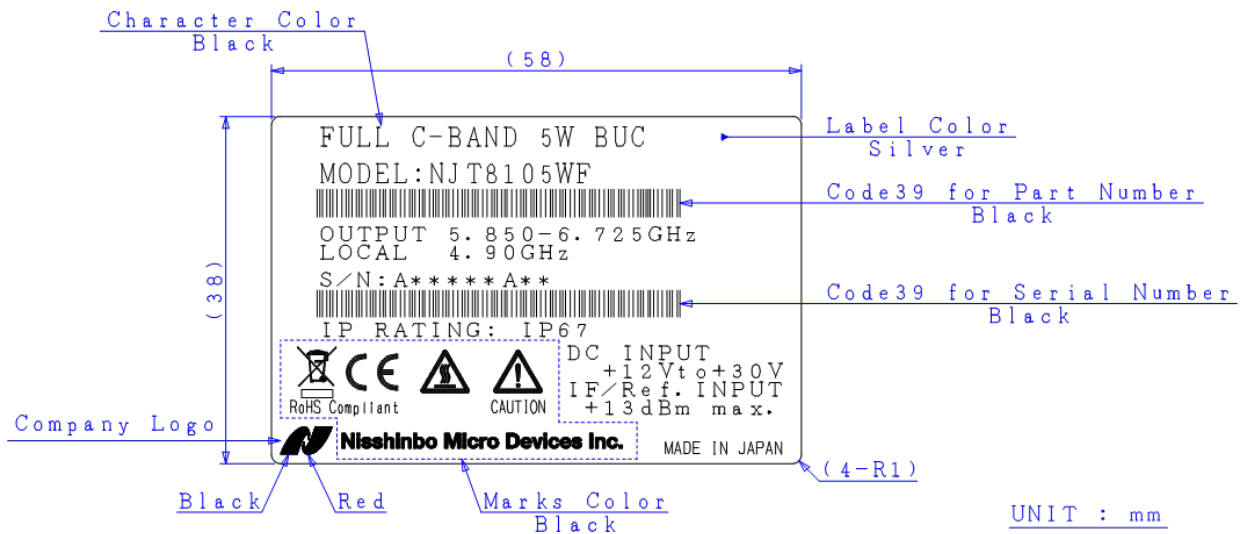 Character Color
Black
(58)
FULL C-BAND 5W BUC
Label Color
Silver
MODEL:NJT8105WF
Code39 for Part Number
Black
OUTPUT 5.850-6.725GHz
LOCAL 4.90GHz
(38)
S/N:A*****A**
Code39 for Serial Number
Black
IP RATING: IP67
DC INPUT
+12Vto+30V
IF/Ref.INPUT
+13dBm max.
CE
RoHS Compliant
CAUTION
Company Logo
Nisshinbo Micro Devices Inc.
MADE IN JAPAN
(4-R1)
Black
Red
Marks Color
Black
UNIT : mm